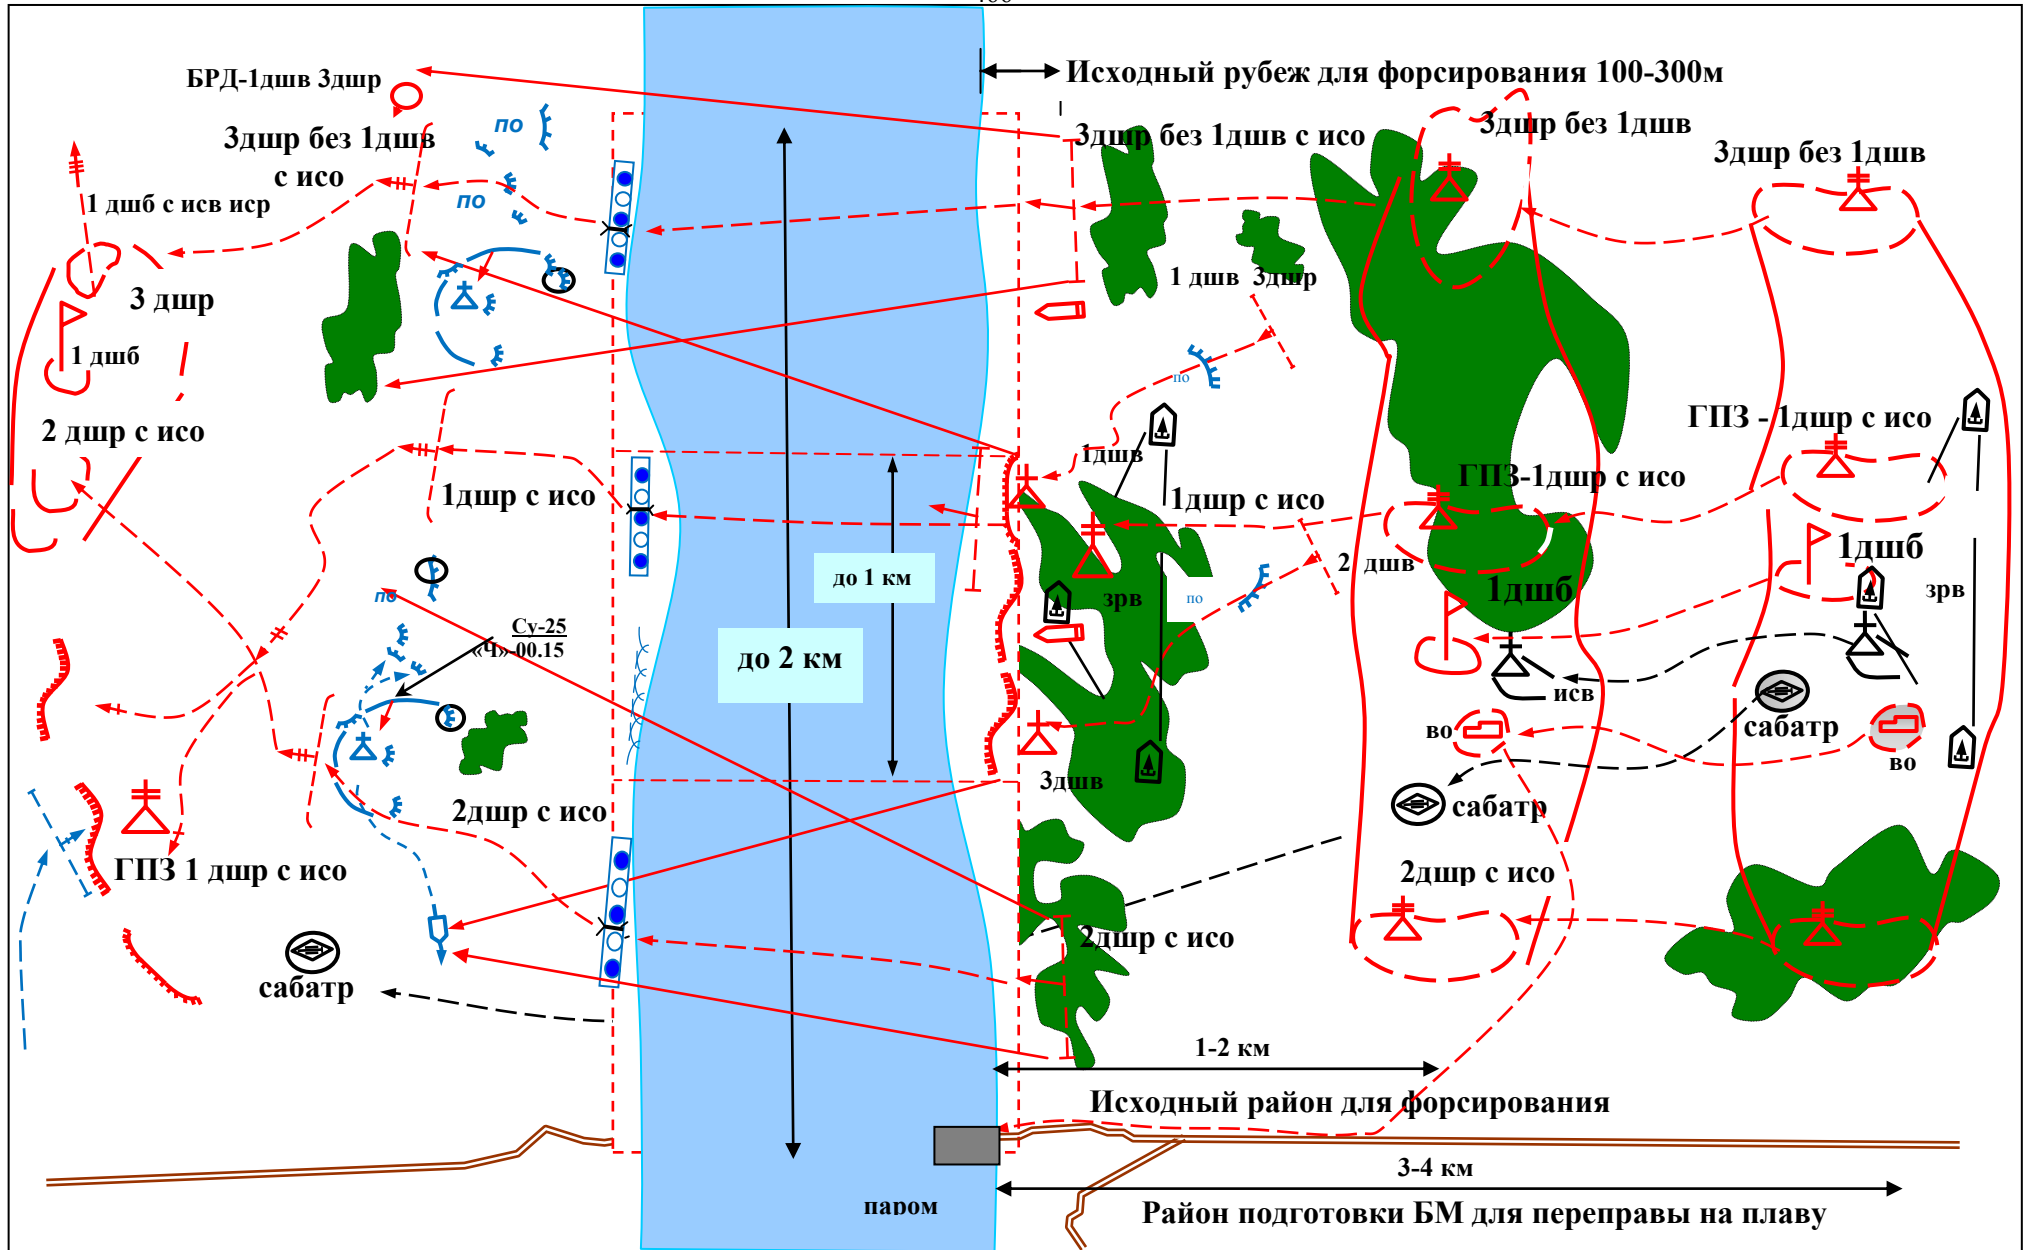 БРД-1дшв 3дшр
Исходный рубеж для форсирования 100-300м
3дшр без 1дшв
с исо
по
по
3дшр без 1дшв с исо
3дшр без 1дшв
3дшр без 1дшв
1 дшб с исв иср
3 дшр
1 дшб
2 дшр с исо
1 дшв 3дшр
по
ГПЗ - 1дшр с исо
1дшв
1дшр с исо
1дшр с исо
ГПЗ-1дшр с исо
2 дшв
1дшб
1дшб
до 1 км
зрв
по
зрв
по
Су-25
«Ч»-00.15
до 2 км
исв
сабатр
во
во
3дшв
сабатр
2дшр с исо
ГПЗ 1 дшр с исо
2дшр с исо
2дшр с исо
сабатр
1-2 км
Исходный район для форсирования
3-4 км
паром
Район подготовки БМ для переправы на плаву